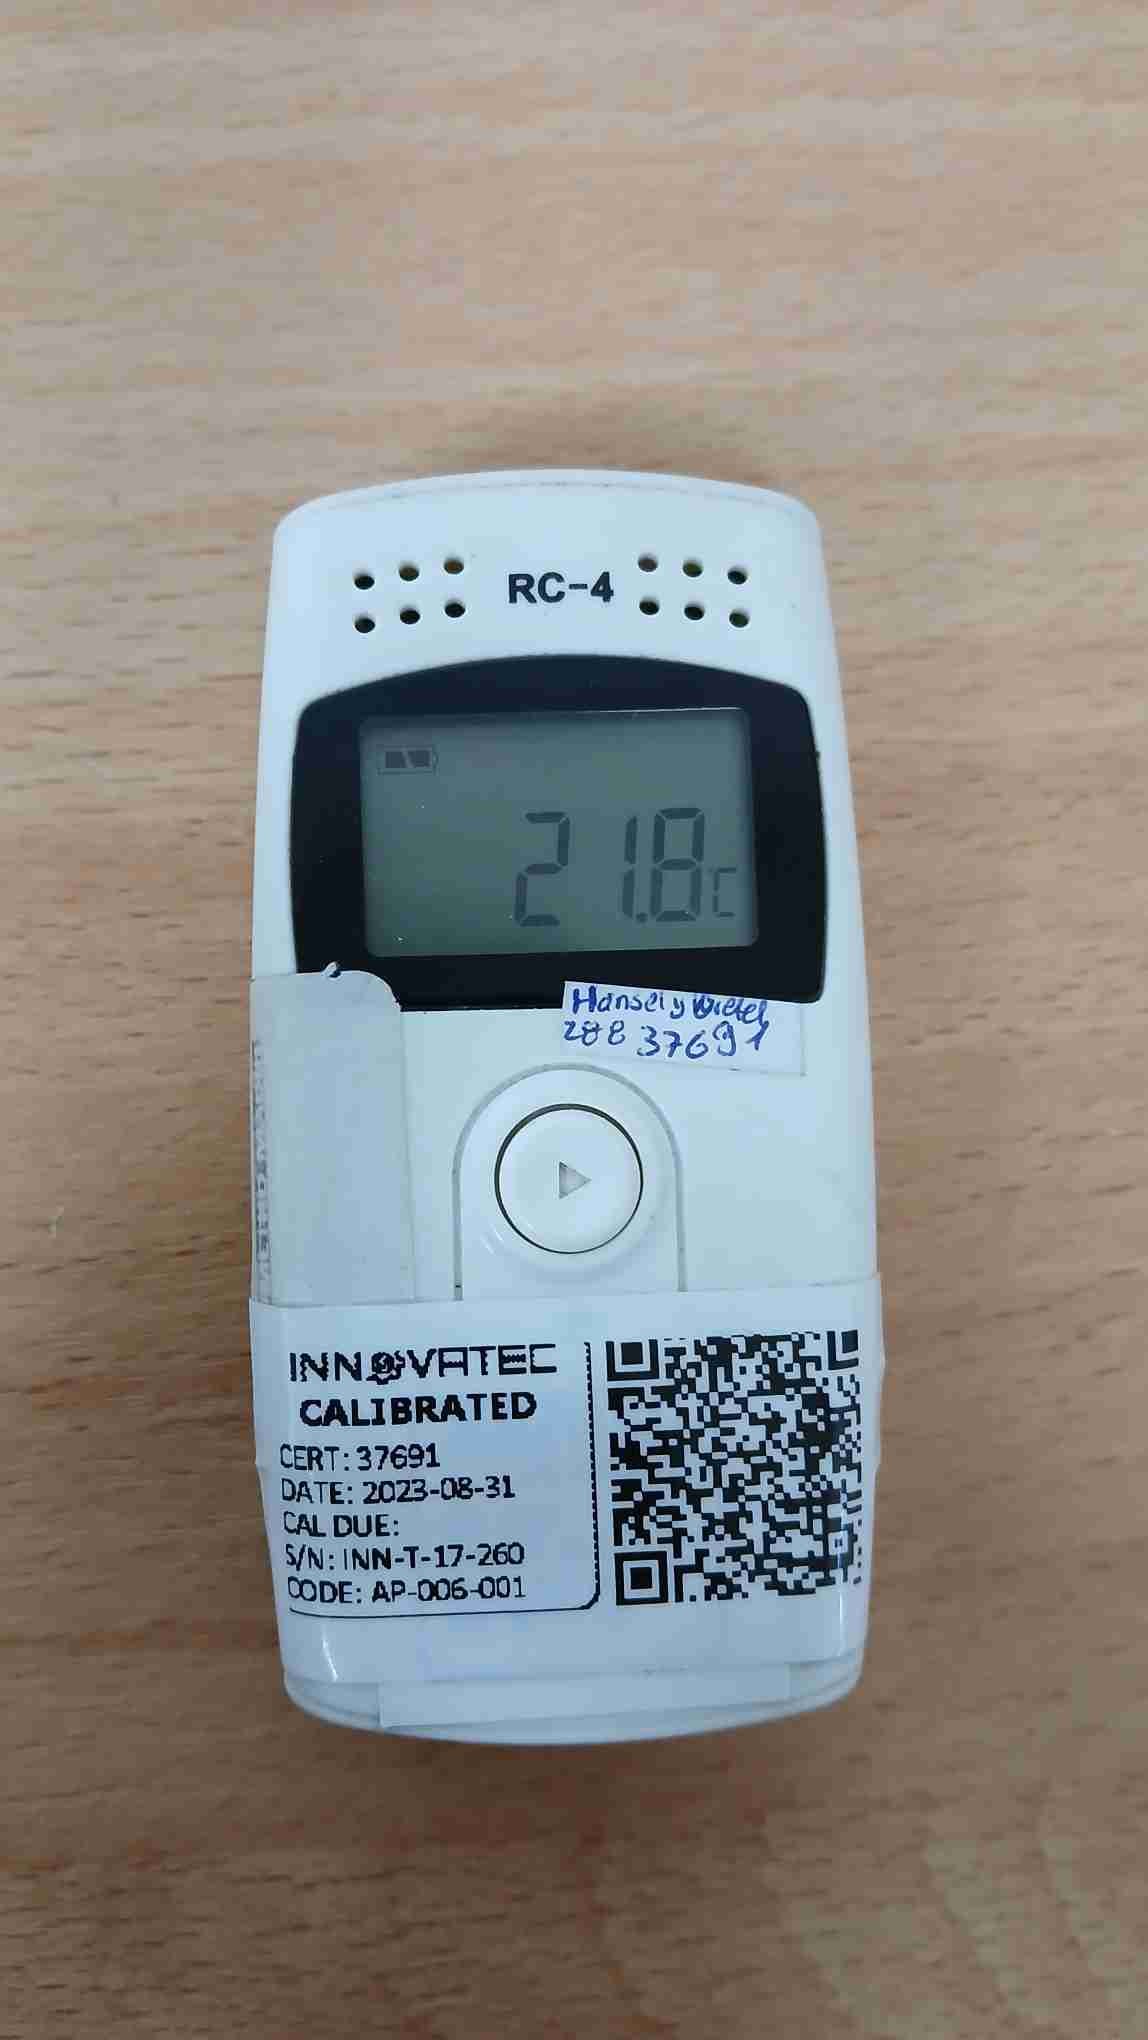 RC-4
21.8°C
Hansel y Gretel
288 37691
INNOVATEC
CALIBRATED
CERT: 37691
DATE: 2023-08-31
CAL DUE:
S/N: INN-T-17-260
CODE: AP-006-001